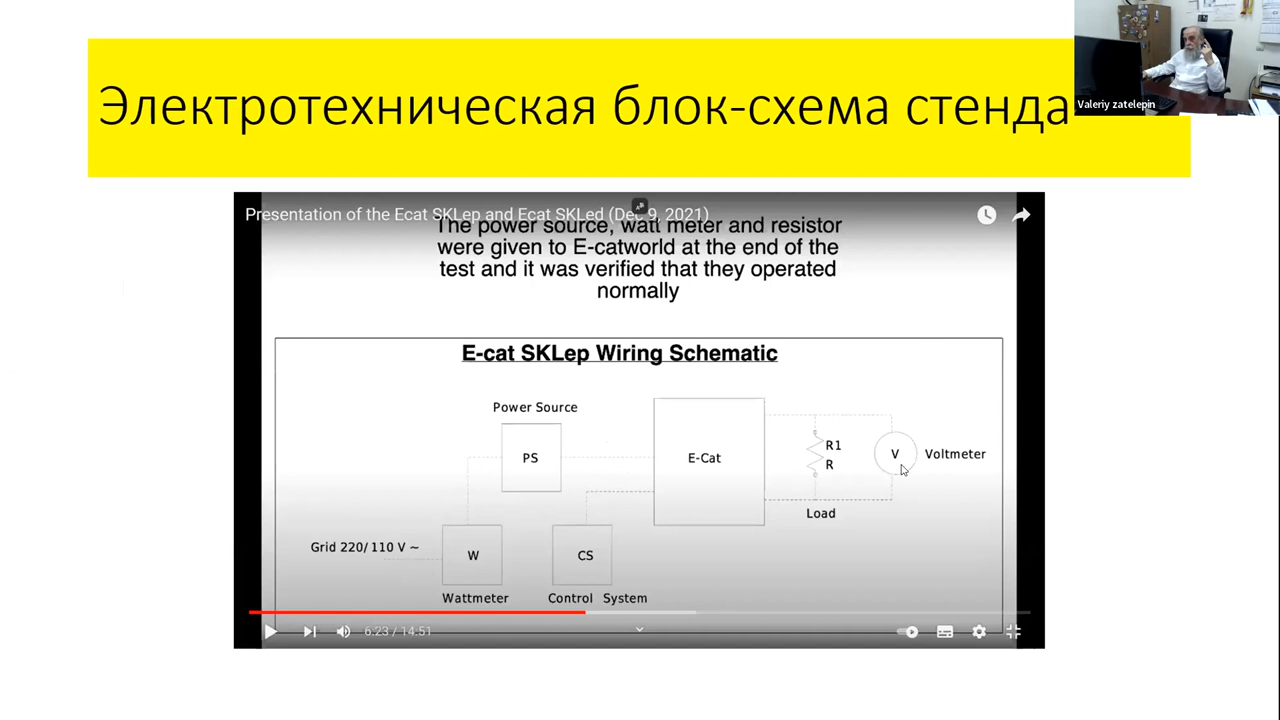 Электротехническая блок-схема стенда
Valeriy zatelepin
Presentation of the Ecat SKLep and Ecat SKLed (Dec 9, 2021)
The power source, watt meter and resistor
were given to E-catworld at the end of the
test and it was verified that they operated
normally
E-cat SKLep Wiring Schematic
Power Source
PS
E-Cat
R1
R
V
Voltmeter
Load
Grid 220/110 V ~
W
CS
Wattmeter
Control System
6:23 / 14:51